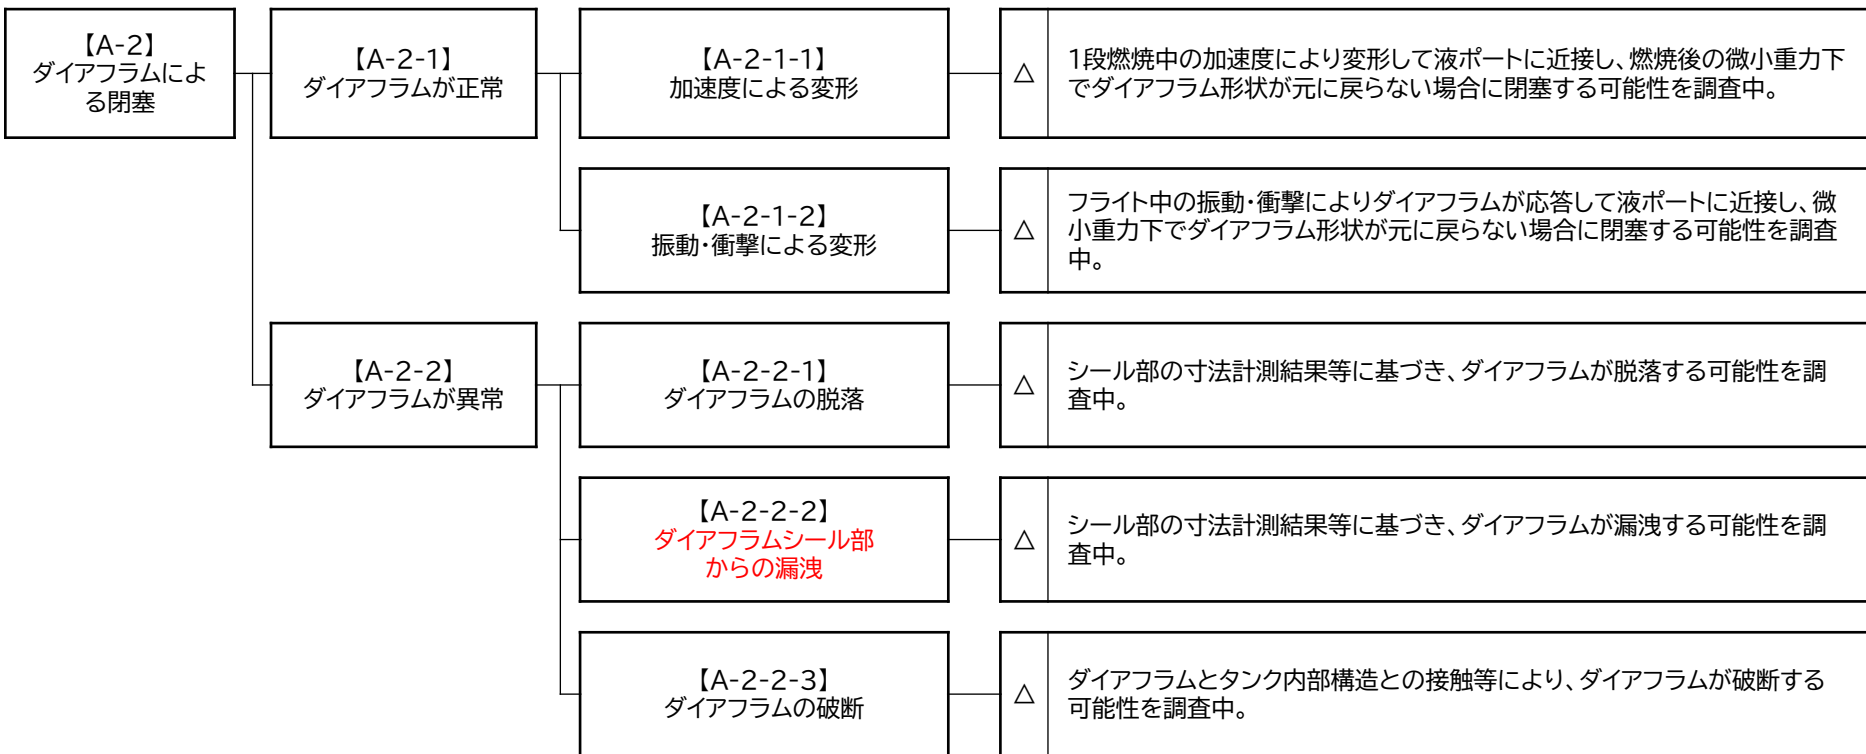 【A-2】
ダイアフラムによ
る閉塞
【A-2-1】
ダイアフラムが正常
【A-2-1-1】
加速度による変形
△
1段燃焼中の加速度により変形して液ポートに近接し、燃焼後の微小重力下
でダイアフラム形状が元に戻らない場合に閉塞する可能性を調査中。
【A-2-1-2】
振動・衝撃による変形
△
フライト中の振動・衝撃によりダイアフラムが応答して液ポートに近接し、微
小重力下でダイアフラム形状が元に戻らない場合に閉塞する可能性を調査
中。
【A-2-2】
ダイアフラムが異常
【A-2-2-1】
ダイアフラムの脱落
△
シール部の寸法計測結果等に基づき、ダイアフラムが脱落する可能性を調
査中。
【A-2-2-2】
ダイアフラムシール部
からの漏洩
△
シール部の寸法計測結果等に基づき、ダイアフラムが漏洩する可能性を調
査中。
【A-2-2-3】
ダイアフラムの破断
△
ダイアフラムとタンク内部構造との接触等により、ダイアフラムが破断する
可能性を調査中。